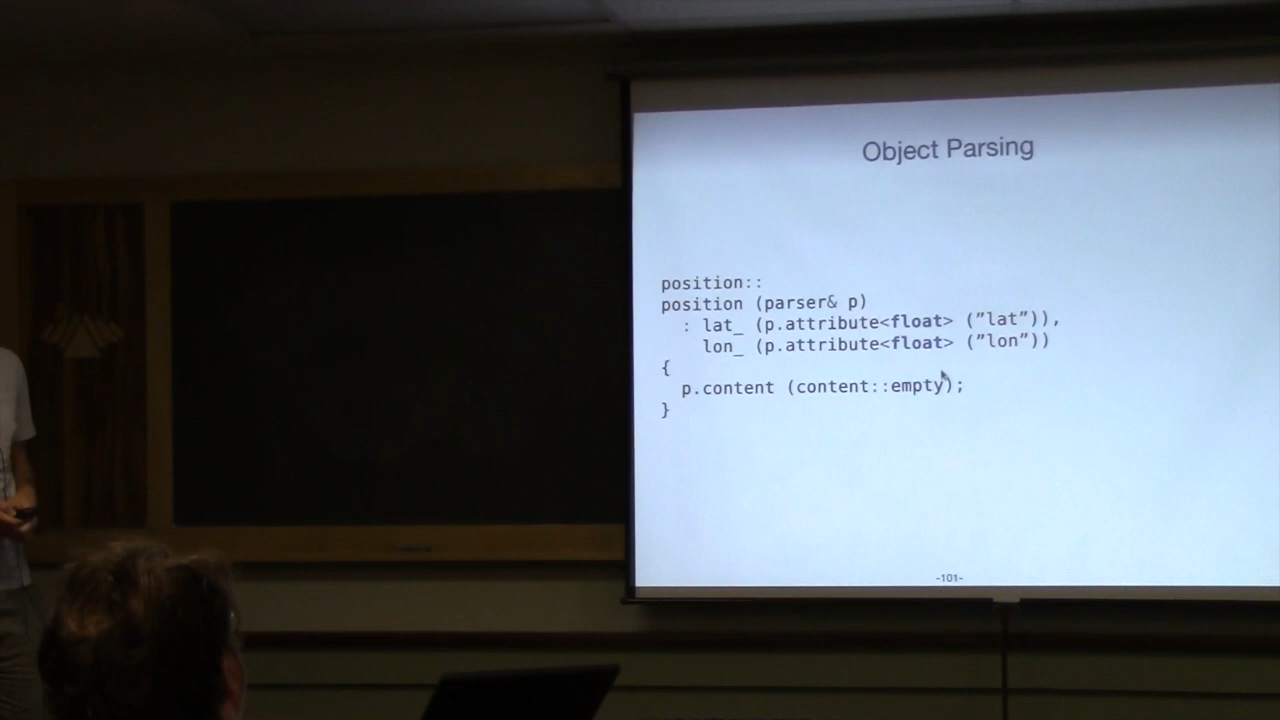 Object Parsing
position::
position (parser& p)
  : lat_ (p.attribute<float> (”lat”)),
    lon_ (p.attribute<float> (”lon”))
{
  p.content (content::empty);
}
-101-